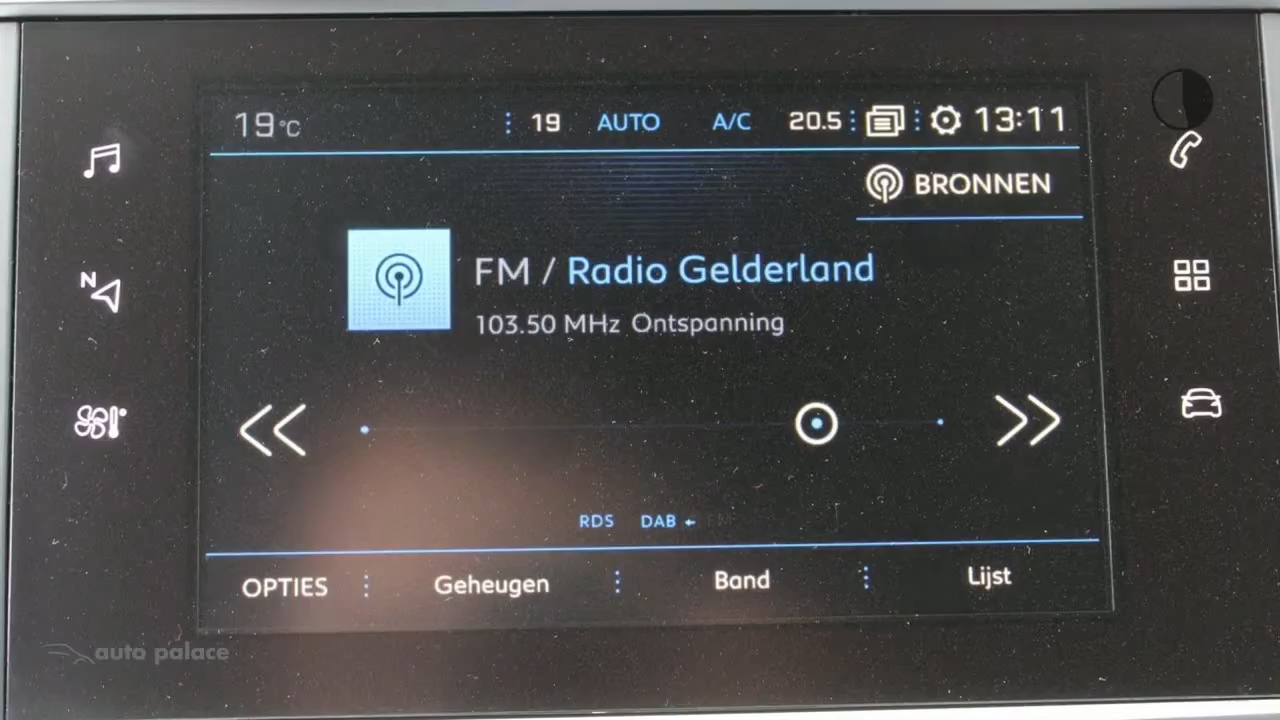 19°C 19 AUTO A/C 20.5 13:11
BRONNEN
N
FM / Radio Gelderland
103.50 MHz Ontspanning
RDS DAB FM
OPTIES Geheugen Band Lijst
auto palace